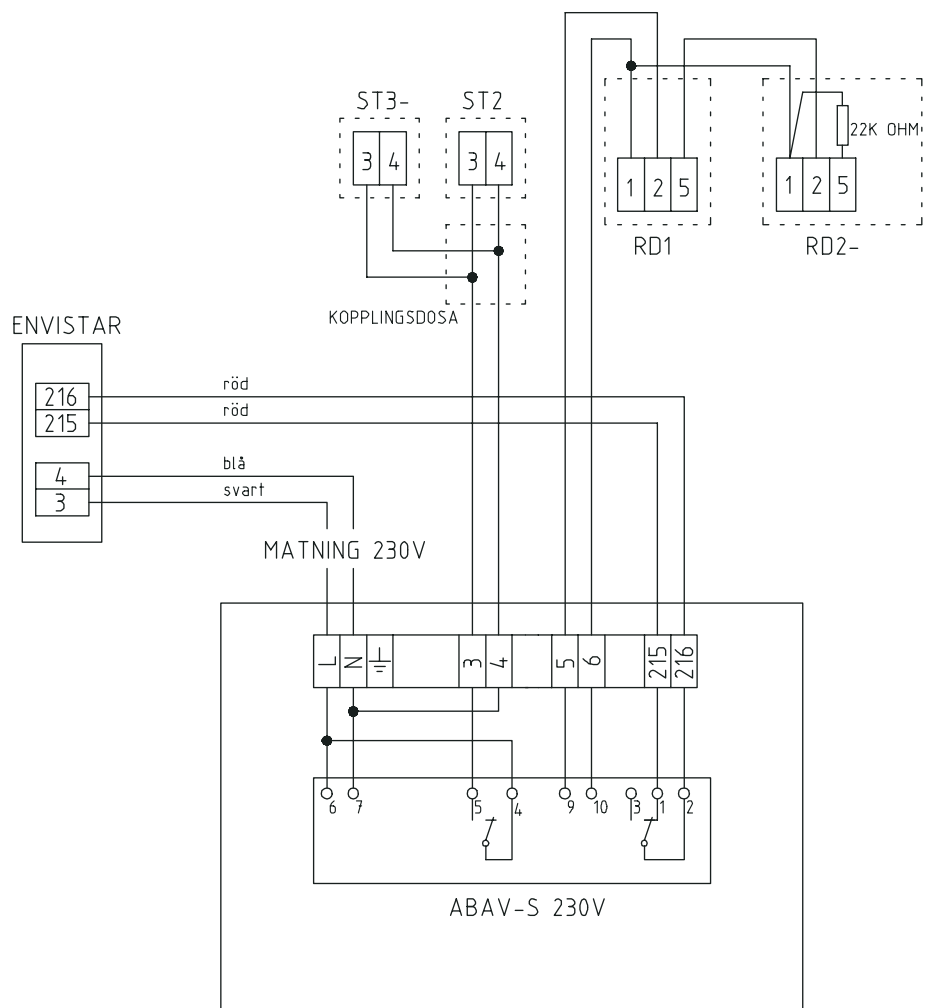 ST3- ST2
3 4 3 4
22K OHM
1 2 5 1 2 5
RD1 RD2-
KOPPLINGSDOSA
ENVISTAR
216 röd
215 röd
4 blå
3 svart
MATNING 230V
L N 3 4 5 6 215 216
6 7 5 4 9 10 3 1 2
ABAV-S 230V